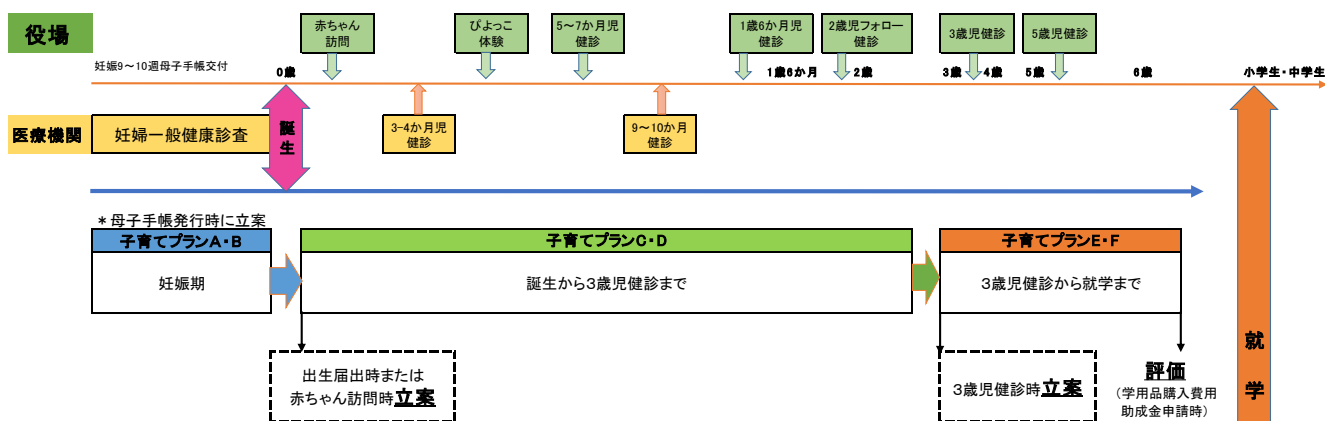 役場
赤ちゃん
訪問
ぴよっこ
体験
5～7か月児
健診
1歳6か月児
健診
2歳児フォロー
健診
3歳児健診
5歳児健診
妊娠9～10週母子手帳交付
0歳
1歳6か月
2歳
3歳
4歳
5歳
6歳
小学生・中学生
医療機関
妊婦一般健康診査
誕生
3-4か月児
健診
9～10か月
健診
＊母子手帳発行時に立案
子育てプランA・B
妊娠期
子育てプランC・D
誕生から3歳児健診まで
子育てプランE・F
3歳児健診から就学まで
出生届出時または
赤ちゃん訪問時立案
3歳児健診時立案
評価
（学用品購入費用
助成金申請時）
就学